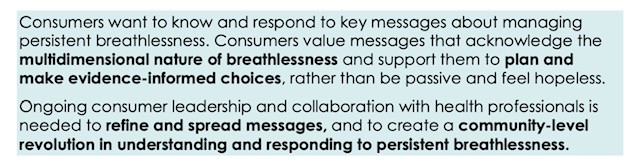 Consumers want to know and respond to key messages about managing
persistent breathlessness. Consumers value messages that acknowledge the
multidimensional nature of breathlessness and support them to plan and
make evidence-informed choices, rather than be passive and feel hopeless.
Ongoing consumer leadership and collaboration with health professionals is
needed to refine and spread messages, and to create a community-level
revolution in understanding and responding to persistent breathlessness.